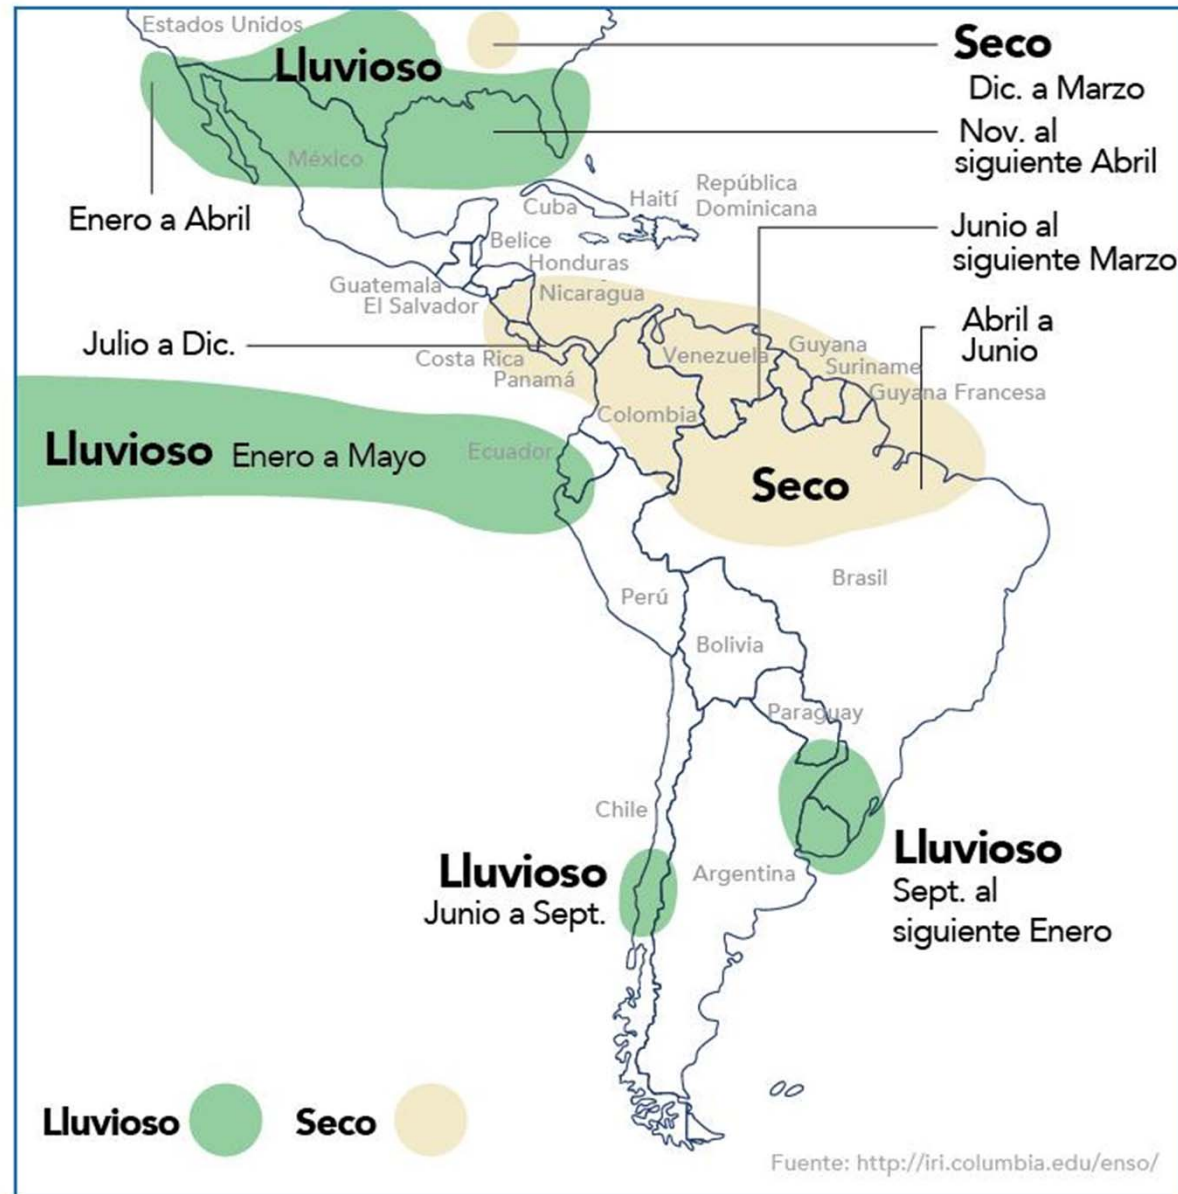 Estados Unidos
Lluvioso
Seco
Dic. a Marzo
Nov. al
siguiente Abril
México
Enero a Abril
Cuba
Haití
República
Dominicana
Junio al
siguiente Marzo
Belice
Honduras
Guatemala
El Salvador
Nicaragua
Abril a
Junio
Julio a Dic.
Costa Rica
Panamá
Venezuela
Guyana
Suriname
Guyana Francesa
Colombia
Lluvioso Enero a Mayo
Ecuador
Seco
Brasil
Perú
Bolivia
Paraguay
Chile
Lluvioso
Junio a Sept.
Argentina
Lluvioso
Sept. al
siguiente Enero
Lluvioso
Seco
Fuente: http://iri.columbia.edu/enso/